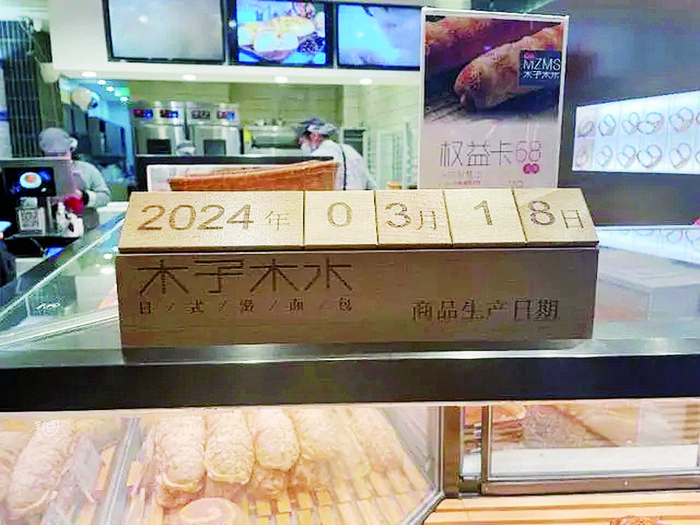 MZMS
木子木水
权益卡68
2024年 03月 18日
木子木水
日/式/慢/面/包
商品生产日期